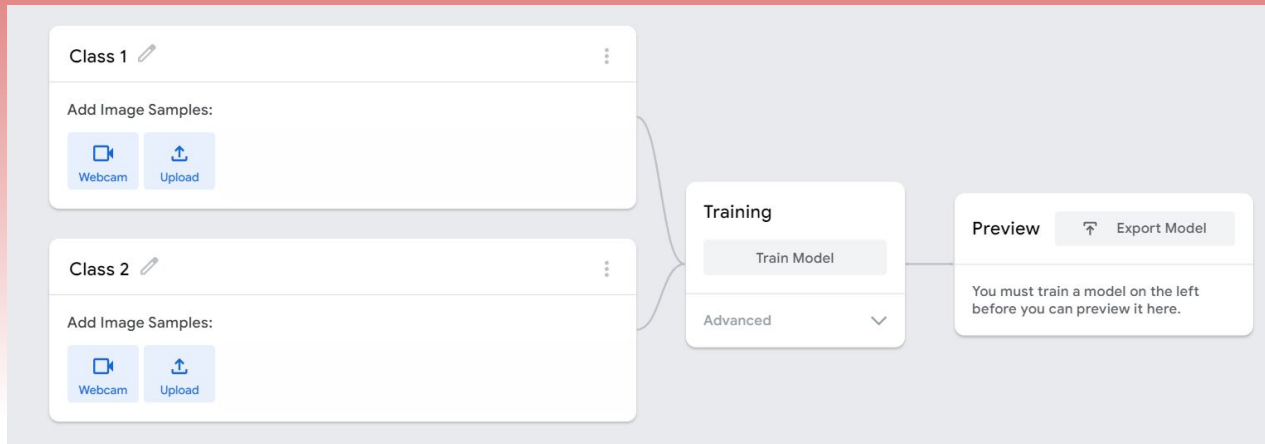 Class 1
Add Image Samples:
Webcam
Upload
Class 2
Add Image Samples:
Webcam
Upload
Training
Train Model
Advanced
Preview
Export Model
You must train a model on the left
before you can preview it here.